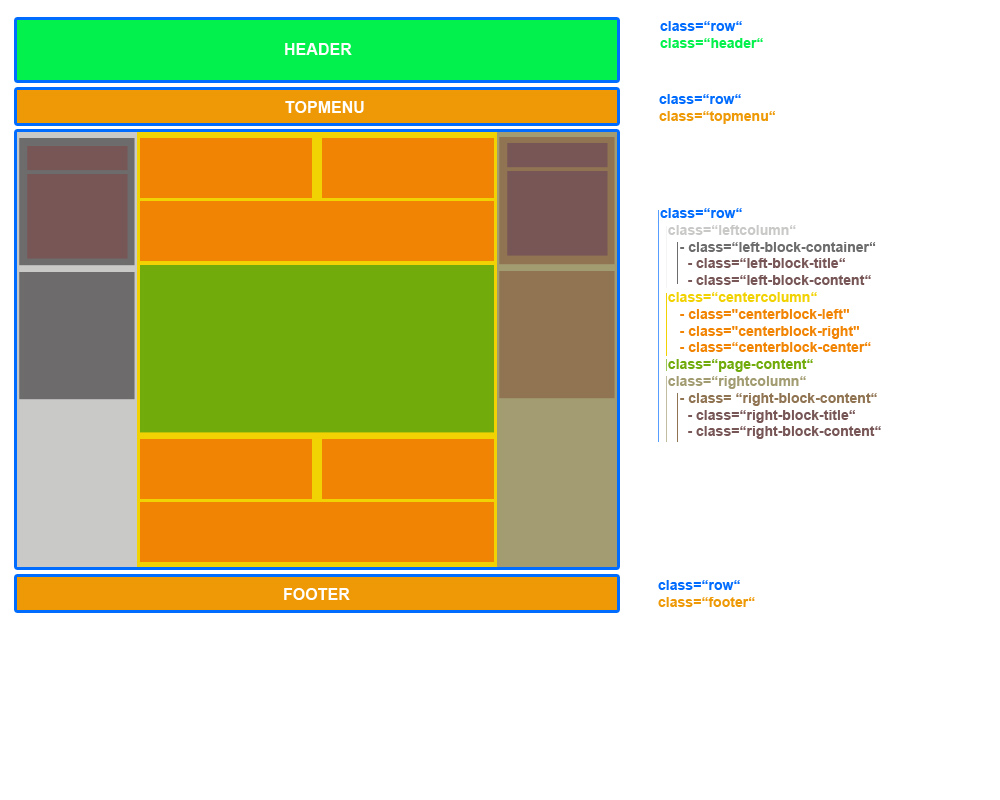 HEADER
class=“row“
class=“header“
TOPMENU
class=“row“
class=“topmenu“
class=“row“
class=“leftcolumn“
- class=“left-block-container“
- class=“left-block-title“
- class=“left-block-content“
class=“centercolumn“
- class="centerblock-left"
- class="centerblock-right"
- class=“centerblock-center“
class=“page-content“
class=“rightcolumn“
- class= “right-block-content“
- class=“right-block-title“
- class=“right-block-content“
FOOTER
class=“row“
class=“footer“